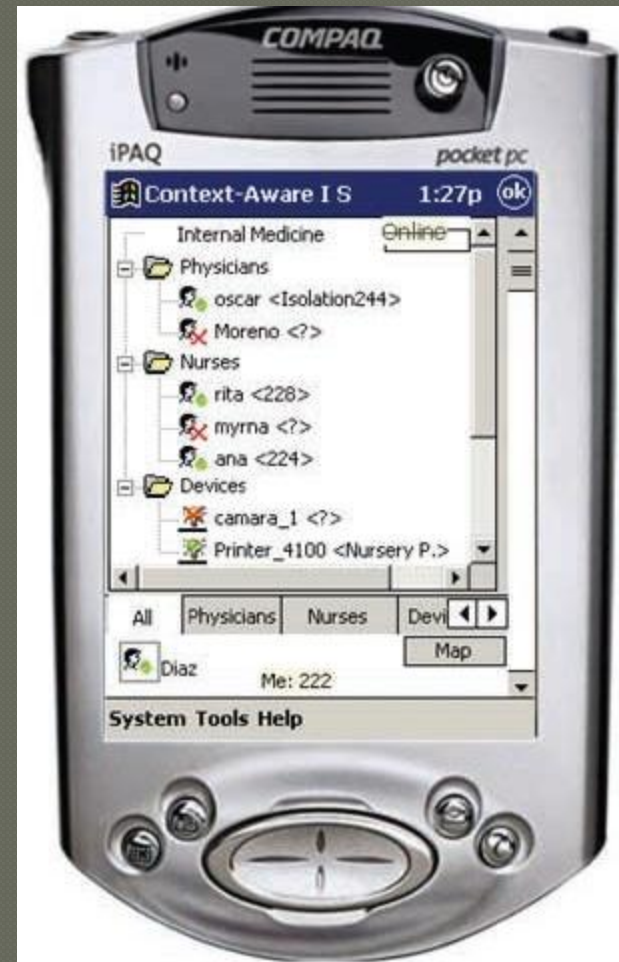 COMPAQ
iPAQ pocket pc
Context-Aware I S 1:27p ok
Internal Medicine Online
Physicians
oscar <Isolation244>
Moreno <?>
Nurses
rita <228>
myrna <?>
ana <224>
Devices
camara_1 <?>
Printer_4100 <Nursery P.>
All Physicians Nurses Devi
Map
Diaz
Me: 222
System Tools Help